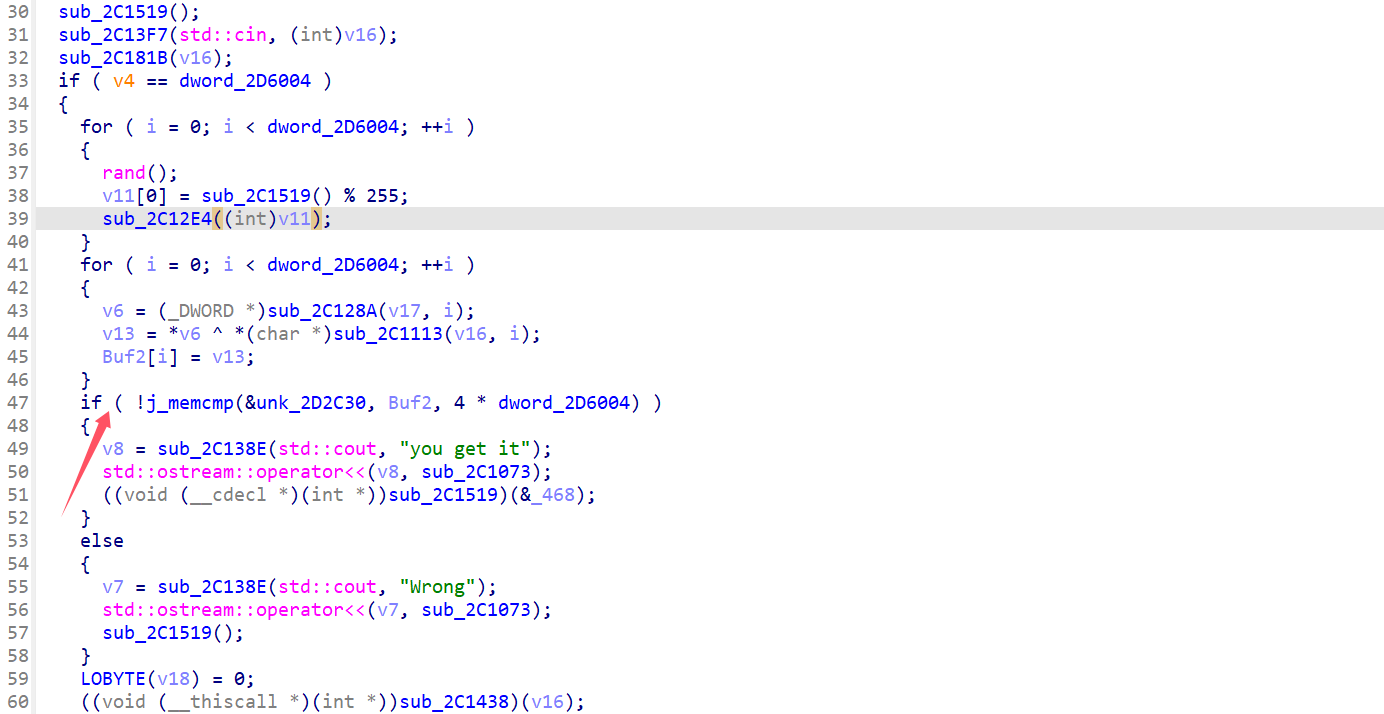 30 sub_2C1519();
31 sub_2C13F7(std::cin, (int)v16);
32 sub_2C181B(v16);
33 if ( v4 == dword_2D6004 )
34 {
35 for ( i = 0; i < dword_2D6004; ++i )
36 {
37 rand();
38 v11[0] = sub_2C1519() % 255;
39 sub_2C12E4((int)v11);
40 }
41 for ( i = 0; i < dword_2D6004; ++i )
42 {
43 v6 = (_DWORD *)sub_2C128A(v17, i);
44 v13 = *v6 ^ *(char *)sub_2C1113(v16, i);
45 Buf2[i] = v13;
46 }
47 if ( !j_memcmp(&unk_2D2C30, Buf2, 4 * dword_2D6004) )
48 {
49 v8 = sub_2C138E(std::cout, "you get it");
50 std::ostream::operator<<(v8, sub_2C1073);
51 ((void (__cdecl *)(int *))sub_2C1519)(&_468);
52 }
53 else
54 {
55 v7 = sub_2C138E(std::cout, "Wrong");
56 std::ostream::operator<<(v7, sub_2C1073);
57 sub_2C1519();
58 }
59 LOBYTE(v18) = 0;
60 ((void (__thiscall *)(int *))sub_2C1438)(v16);